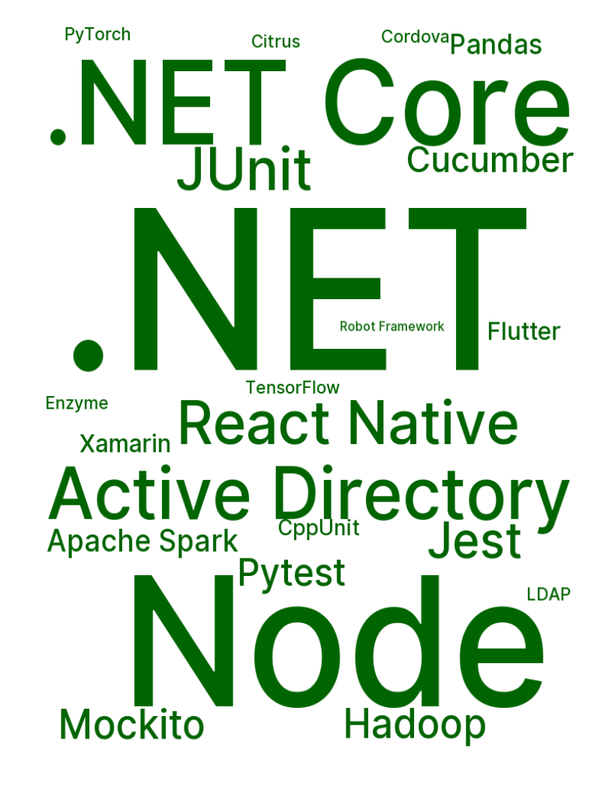 PyTorch
Citrus
Cordova
Pandas
.NET Core
JUnit
Cucumber
.NET
Robot Framework
Flutter
TensorFlow
Enzyme
React Native
Xamarin
Active Directory
CppUnit
Apache Spark
Jest
Pytest
LDAP
Node
Mockito
Hadoop